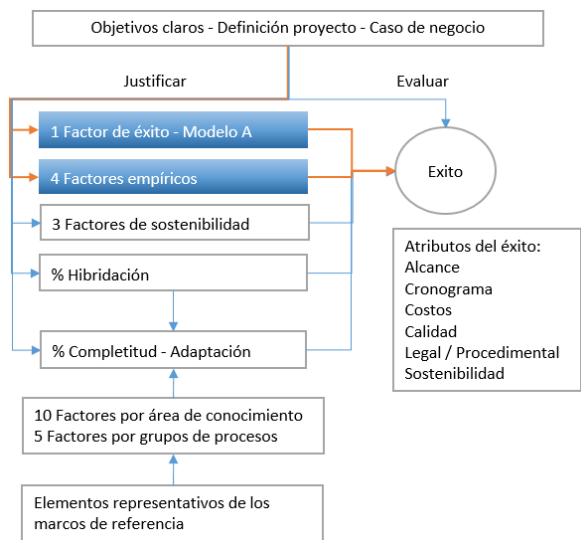 Objetivos claros - Definición proyecto - Caso de negocio
Justificar
Evaluar
1 Factor de éxito - Modelo A
4 Factores empíricos
Exito
3 Factores de sostenibilidad
% Hibridación
% Completitud - Adaptación
Atributos del éxito:
Alcance
Cronograma
Costos
Calidad
Legal / Procedimental
Sostenibilidad
10 Factores por área de conocimiento
5 Factores por grupos de procesos
Elementos representativos de los
marcos de referencia